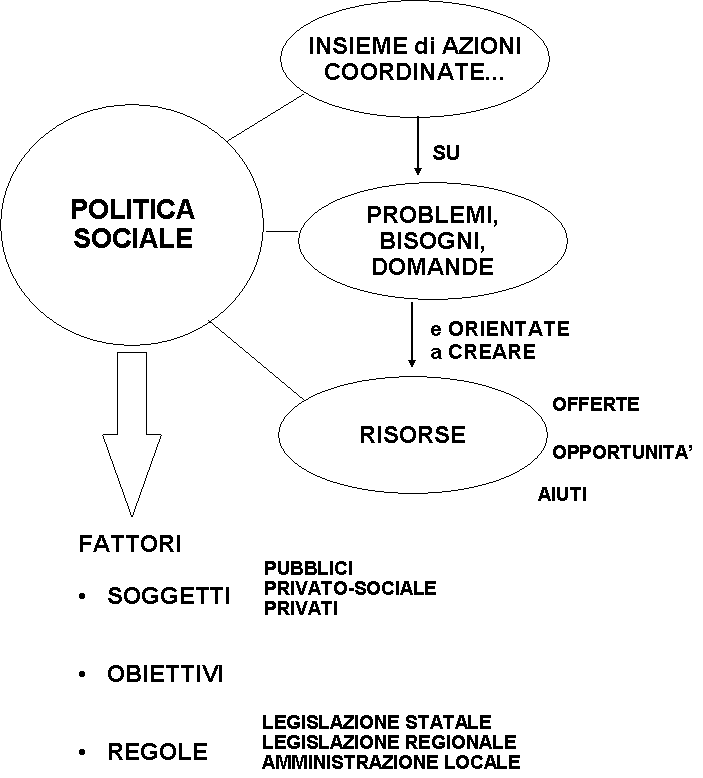 INSIEME di AZIONI
COORDINATE...
SU
POLITICA
SOCIALE
PROBLEMI,
BISOGNI,
DOMANDE
e ORIENTATE
a CREARE
RISORSE
OFFERTE
OPPORTUNITA’
AIUTI
FATTORI
• SOGGETTI
PUBBLICI
PRIVATO-SOCIALE
PRIVATI
• OBIETTIVI
• REGOLE
LEGISLAZIONE STATALE
LEGISLAZIONE REGIONALE
AMMINISTRAZIONE LOCALE